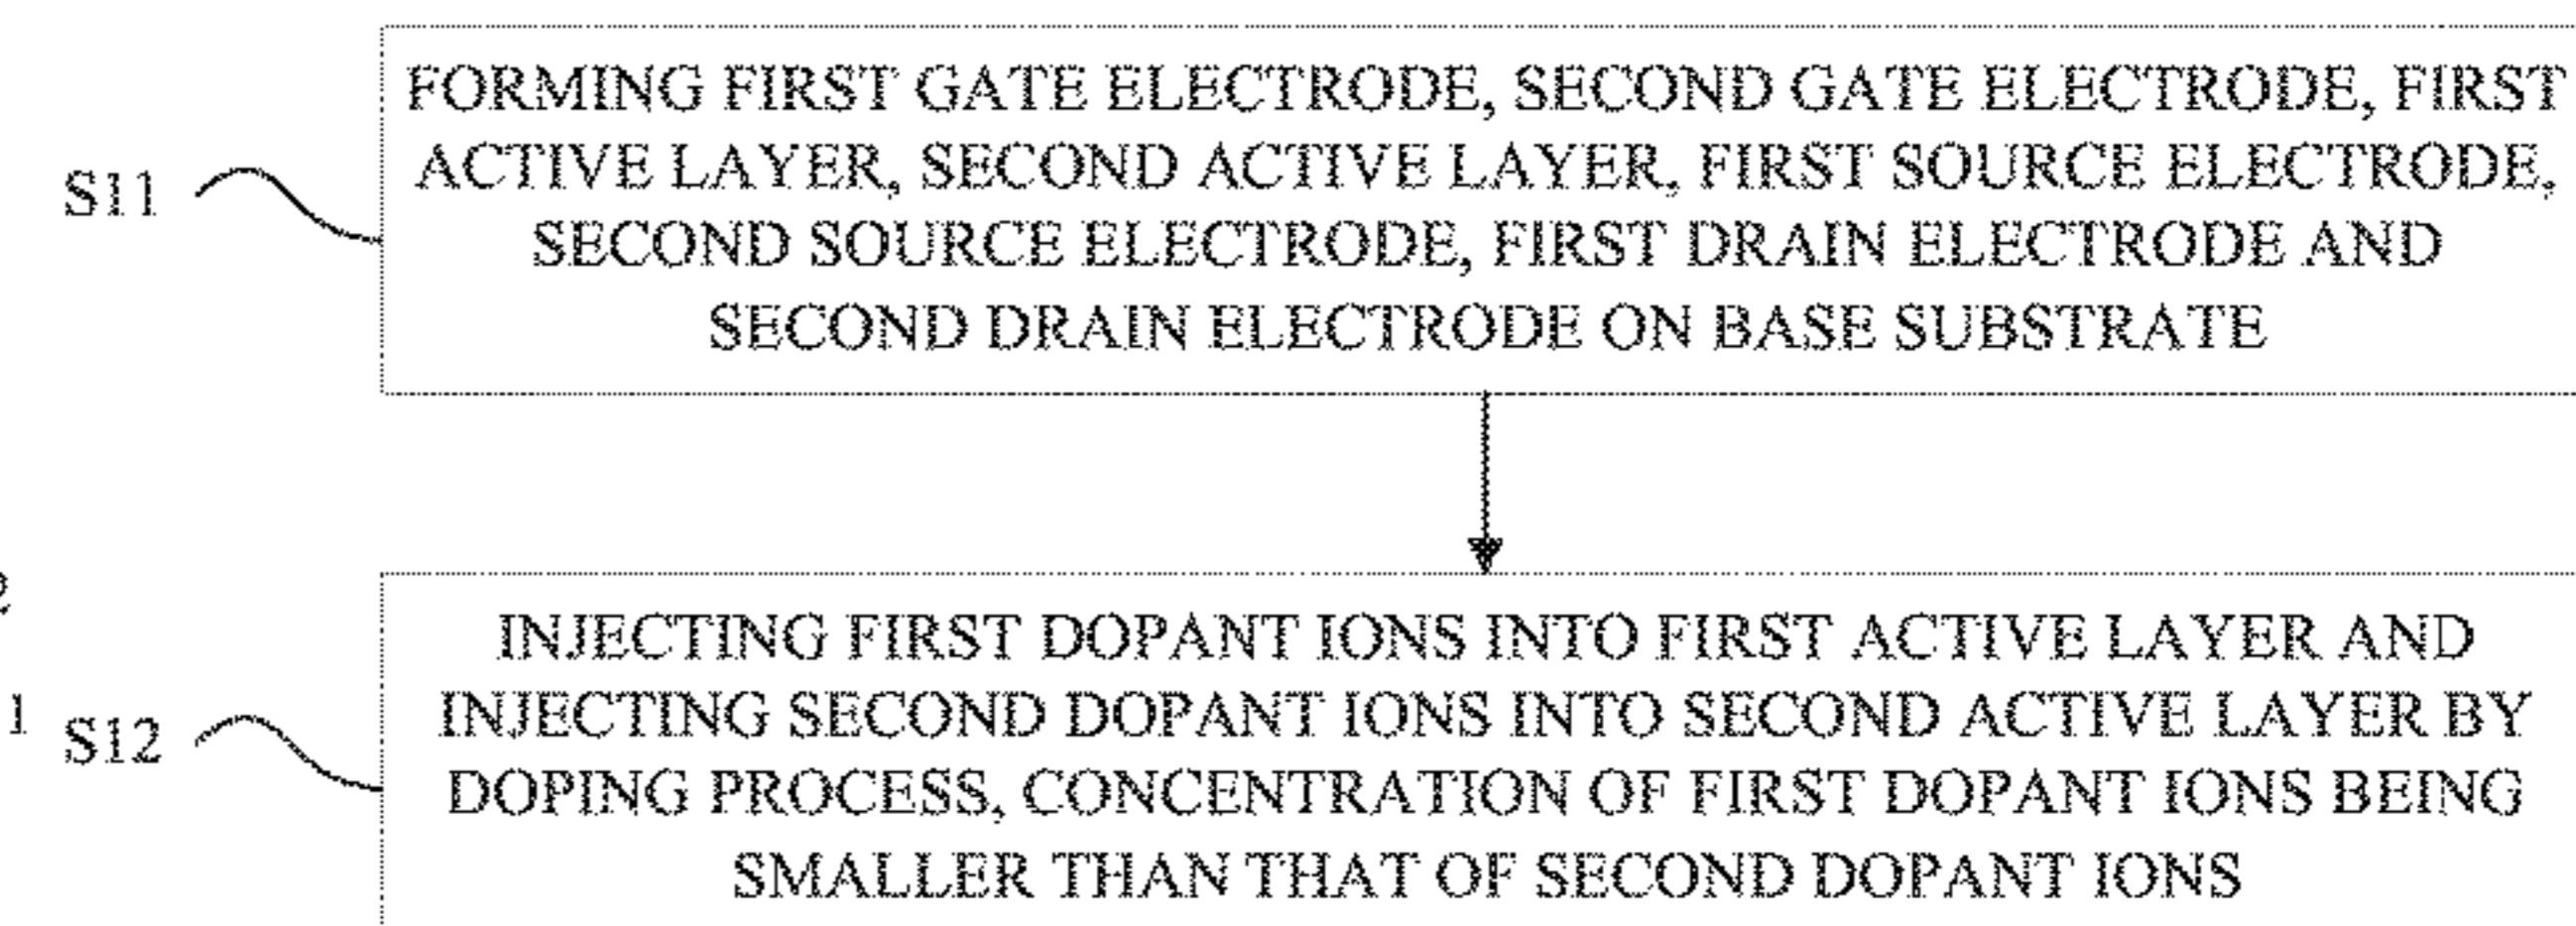 FORMING FIRST GATE ELECTRODE, SECOND GATE ELECTRODE, FIRST
ACTIVE LAYER, SECOND ACTIVE LAYER, FIRST SOURCE ELECTRODE,
S11
SECOND SOURCE ELECTRODE, FIRST DRAIN ELECTRODE AND
SECOND DRAIN ELECTRODE ON BASE SUBSTRATE
INJECTING FIRST DOPANT IONS INTO FIRST ACTIVE LAYER AND
INJECTING SECOND DOPANT IONS INTO SECOND ACTIVE LAYER BY
1
S12
DOPING PROCESS, CONCENTRATION OF FIRST DOPANT IONS BEING
SMALLER THAN THAT OF SECOND DOPANT IONS